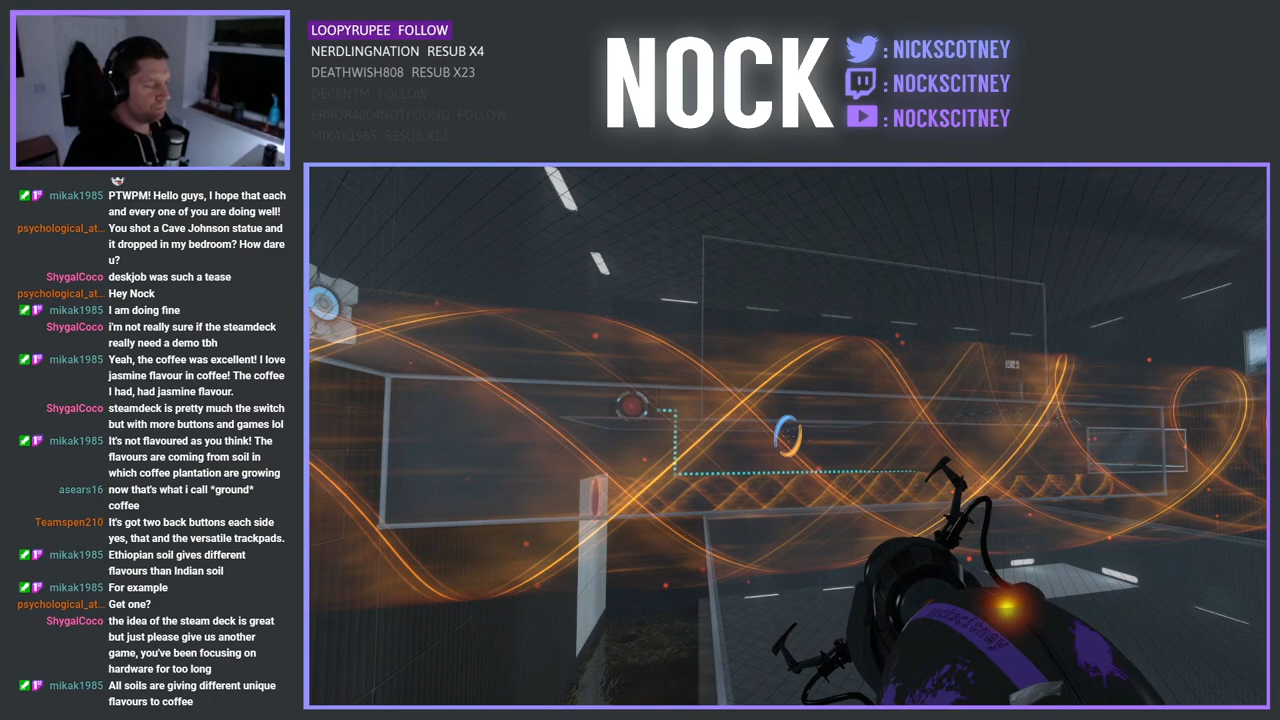 LOOPYRUPEE FOLLOW
NERDLINGNATION RESUB X4
DEATHWISH808 RESUB X23
DECENTM FOLLOW
ERROR4004NOTFOUND FOLLOW
MIKAK1985 RESUB X13
NOCK
: NICKSCOTNEY
: NOCKSCITNEY
: NOCKSCITNEY
mikak1985 PTWPM! Hello guys, I hope that each
and every one of you are doing well!
psychological_at... You shot a Cave Johnson statue and
it dropped in my bedroom? How dare
u?
ShygalCoco deskjob was such a tease
psychological_at... Hey Nock
mikak1985 I am doing fine
ShygalCoco i'm not really sure if the steamdeck
really need a demo tbh
mikak1985 Yeah, the coffee was excellent! I love
jasmine flavour in coffee! The coffee
I had, had jasmine flavour.
ShygalCoco steamdeck is pretty much the switch
but with more buttons and games lol
mikak1985 It's not flavoured as you think! The
flavours are coming from soil in
which coffee plantation are growing
asears16 now that's what i call *ground*
coffee
Teamspen210 It's got two back buttons each side
yes, that and the versatile trackpads.
mikak1985 Ethiopian soil gives different
flavours than Indian soil
mikak1985 For example
psychological_at... Get one?
ShygalCoco the idea of the steam deck is great
but just please give us another
game, you've been focusing on
hardware for too long
mikak1985 All soils are giving different unique
flavours to coffee